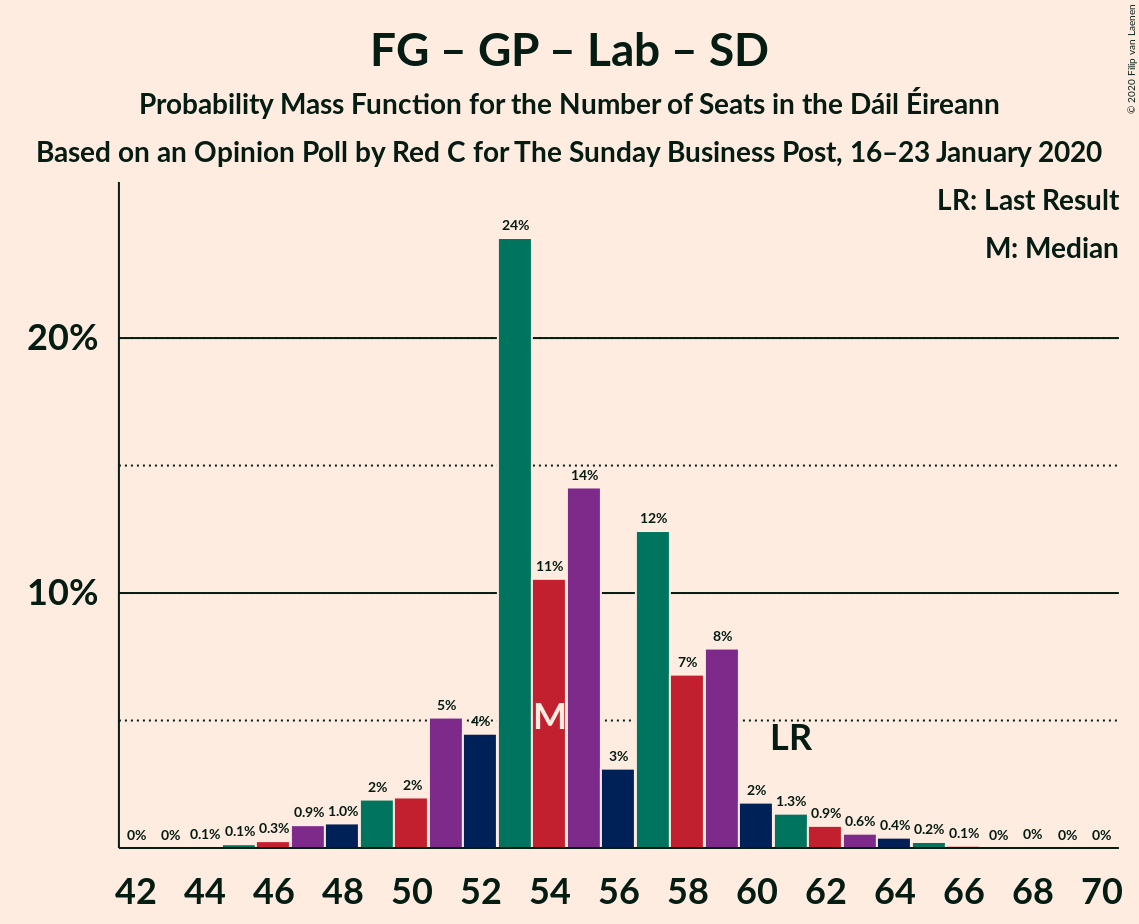 FG – GP – Lab – SD
Probability Mass Function for the Number of Seats in the Dáil Éireann
Based on an Opinion Poll by Red C for The Sunday Business Post, 16–23 January 2020
© 2020 Filip van Laenen
LR: Last Result
M: Median
20%
10%
0% 0% 0.1% 0.1% 0.3% 0.9% 1.0% 2% 2% 5% 4% 24% 11% 14% 3% 12% 7% 8% 2% 1.3% 0.9% 0.6% 0.4% 0.2% 0.1% 0% 0% 0% 0%
M
LR
42 44 46 48 50 52 54 56 58 60 62 64 66 68 70